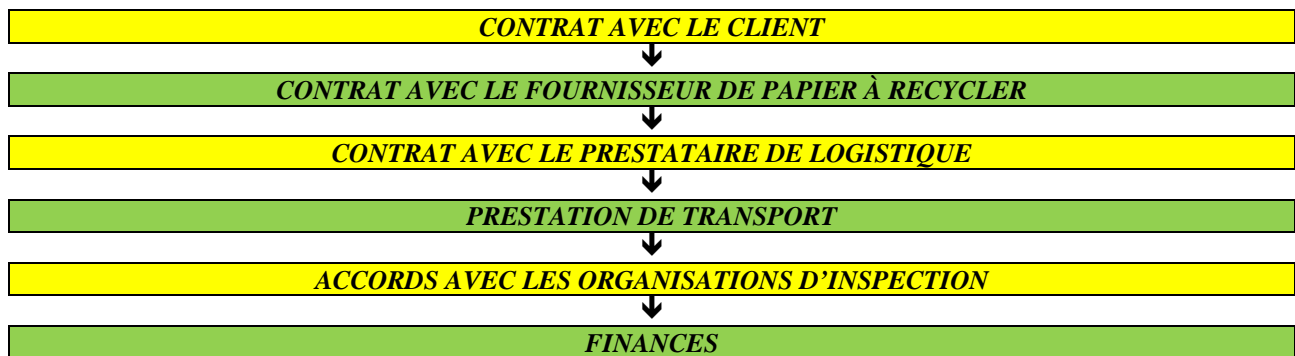 CONTRAT AVEC LE CLIENT
CONTRAT AVEC LE FOURNISSEUR DE PAPIER À RECYCLER
CONTRAT AVEC LE PRESTATAIRE DE LOGISTIQUE
PRESTATION DE TRANSPORT
ACCORDS AVEC LES ORGANISATIONS D’INSPECTION
FINANCES